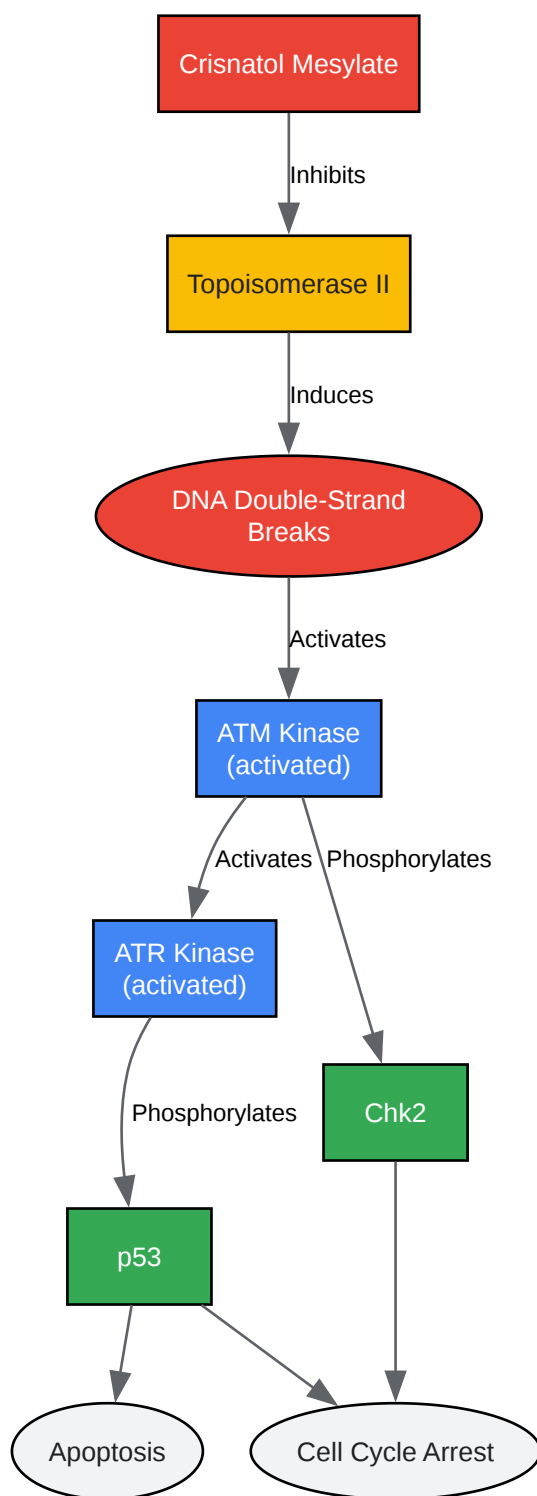 Crisnatol Mesylate
Inhibits
Topoisomerase II
Induces
DNA Double-Strand
Breaks
Activates
ATM Kinase
(activated)
Activates
Phosphorylates
ATR Kinase
(activated)
Phosphorylates
Chk2
p53
Apoptosis
Cell Cycle Arrest